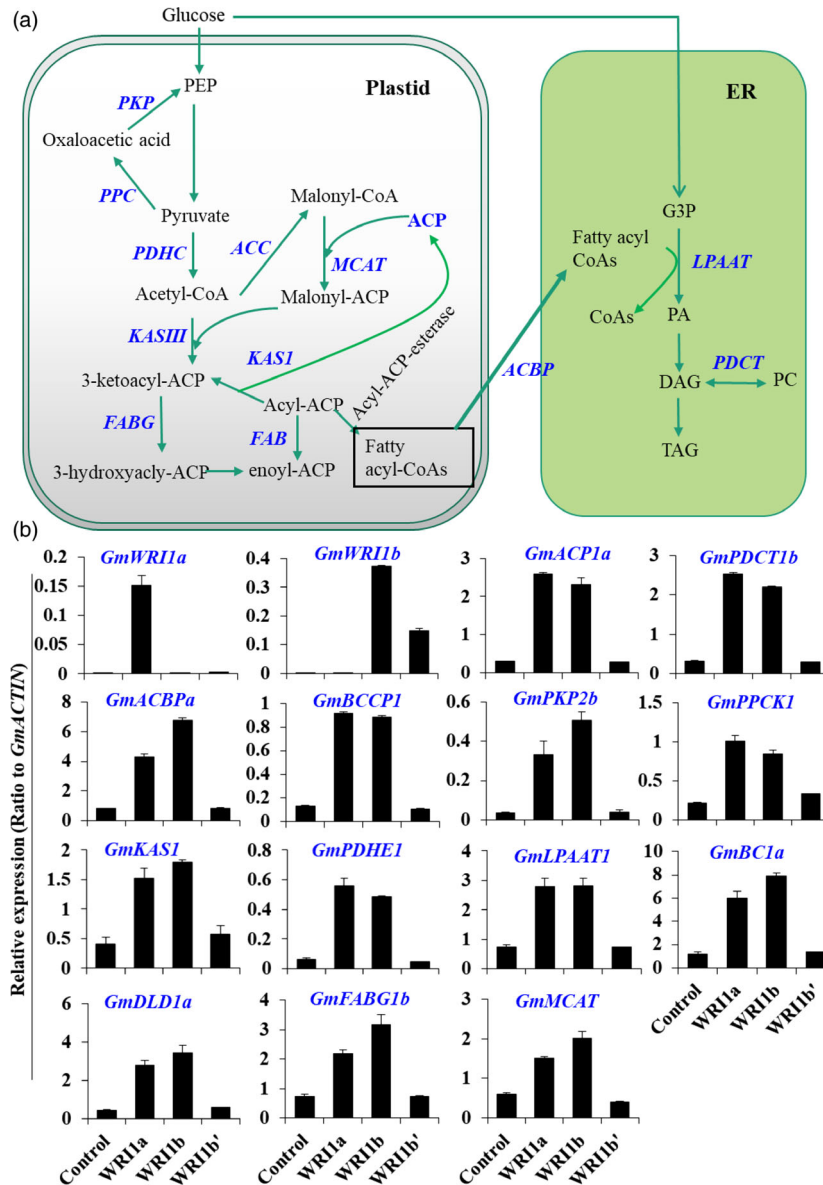 (a)
Glucose
Plastid
PEP
PKP
Oxaloacetic acid
PPC
Pyruvate
PDHC
Acetyl-CoA
ACC
Malonyl-CoA
ACP
MCAT
Malonyl-ACP
KASIII
KAS1
3-ketoacyl-ACP
Acyl-ACP
Acyl-ACP-esterase
FABG
FAB
3-hydroxyacly-ACP
enoyl-ACP
Fatty
acyl-CoAs
ACBP
ER
G3P
Fatty acyl
CoAs
LPAAT
CoAs
PA
PDCT
DAG
PC
TAG
(b)
Relative expression (Ratio to GmACTIN)
GmWRI1a
0.2
0.15
0.1
0.05
0
GmWRI1b
0.4
0.3
0.2
0.1
0
GmACP1a
3
2
1
0
GmPDCT1b
3
2
1
0
GmACBPa
8
6
4
2
0
GmBCCP1
1
0.8
0.6
0.4
0.2
0
GmPKP2b
0.6
0.4
0.2
0
GmPPCK1
1.5
1
0.5
0
GmKAS1
2
1.5
1
0.5
0
GmPDHE1
0.8
0.6
0.4
0.2
0
GmLPAAT1
4
3
2
1
0
GmBC1a
10
8
6
4
2
0
GmDLD1a
6
4
2
0
GmFABG1b
4
3
2
1
0
GmMCAT
3
2
1
0
Control
WRI1a
WRI1b
WRI1b'
Control
WRI1a
WRI1b
WRI1b'
Control
WRI1a
WRI1b
WRI1b'
Control
WRI1a
WRI1b
WRI1b'